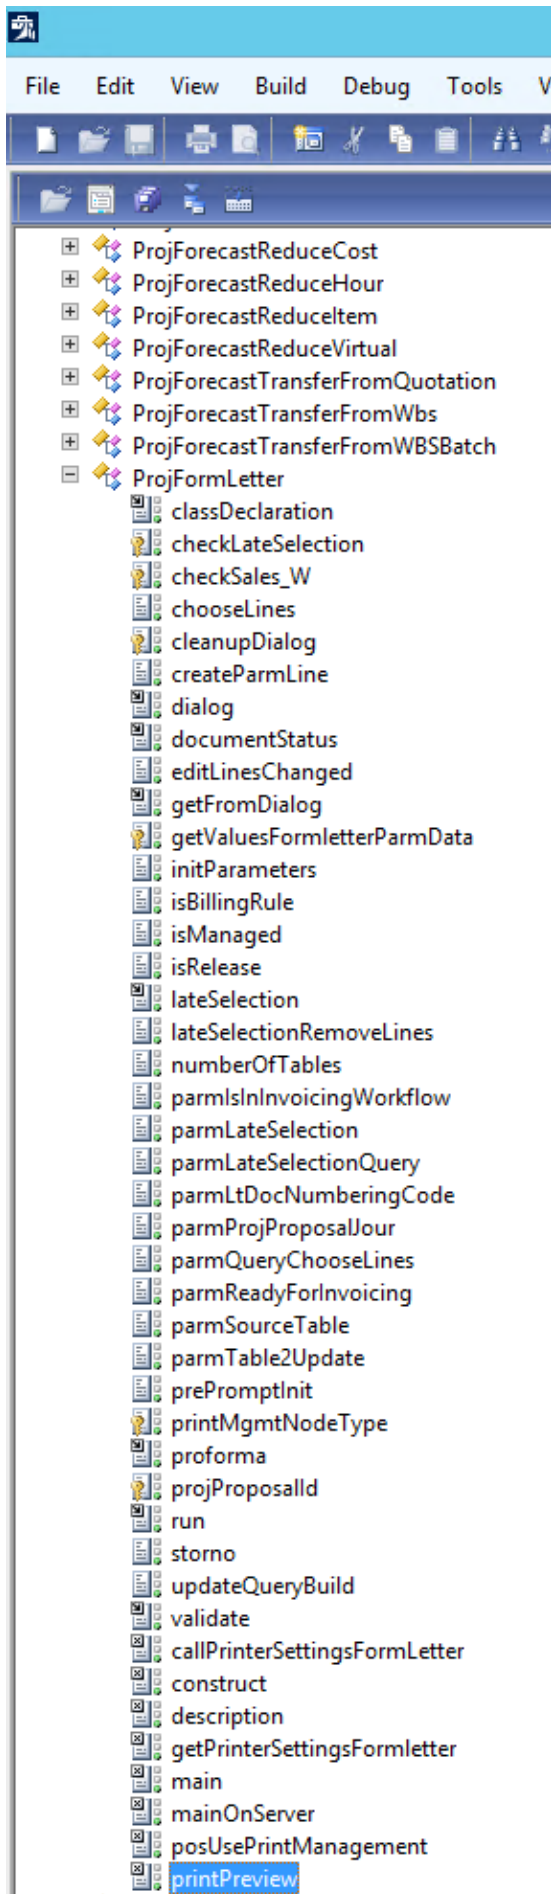 File Edit View Build Debug Tools V
ProjForecastReduceCost
ProjForecastReduceHour
ProjForecastReduceItem
ProjForecastReduceVirtual
ProjForecastTransferFromQuotation
ProjForecastTransferFromWbs
ProjForecastTransferFromWBSBatch
ProjFormLetter
classDeclaration
checkLateSelection
checkSales_W
chooseLines
cleanupDialog
createParmLine
dialog
documentStatus
editLinesChanged
getFromDialog
getValuesFormletterParmData
initParameters
isBillingRule
isManaged
isRelease
lateSelection
lateSelectionRemoveLines
numberOfTables
parmIsInInvoicingWorkflow
parmLateSelection
parmLateSelectionQuery
parmLtDocNumberingCode
parmProjProposalJour
parmQueryChooseLines
parmReadyForInvoicing
parmSourceTable
parmTable2Update
prePromptInit
printMgmtNodeType
proforma
projProposalId
run
storno
updateQueryBuild
validate
callPrinterSettingsFormLetter
construct
description
getPrinterSettingsFormletter
main
mainOnServer
posUsePrintManagement
printPreview